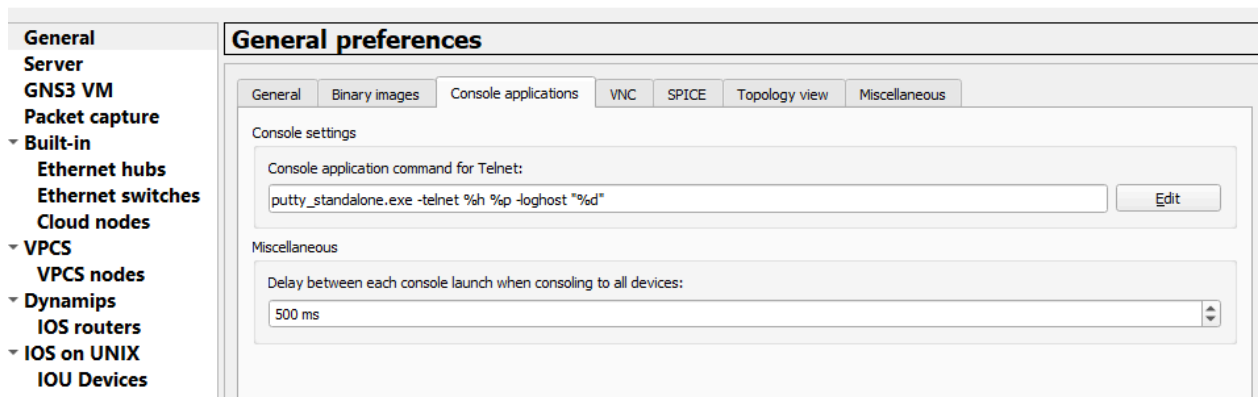 General
Server
GNS3 VM
Packet capture
Built-in
Ethernet hubs
Ethernet switches
Cloud nodes
VPCS
VPCS nodes
Dynamips
IOS routers
IOS on UNIX
IOU Devices
General preferences
General Binary images Console applications VNC SPICE Topology view Miscellaneous
Console settings
Console application command for Telnet:
putty_standalone.exe -telnet %h %p -loghost "%d" Edit
Miscellaneous
Delay between each console launch when consoling to all devices:
500 ms